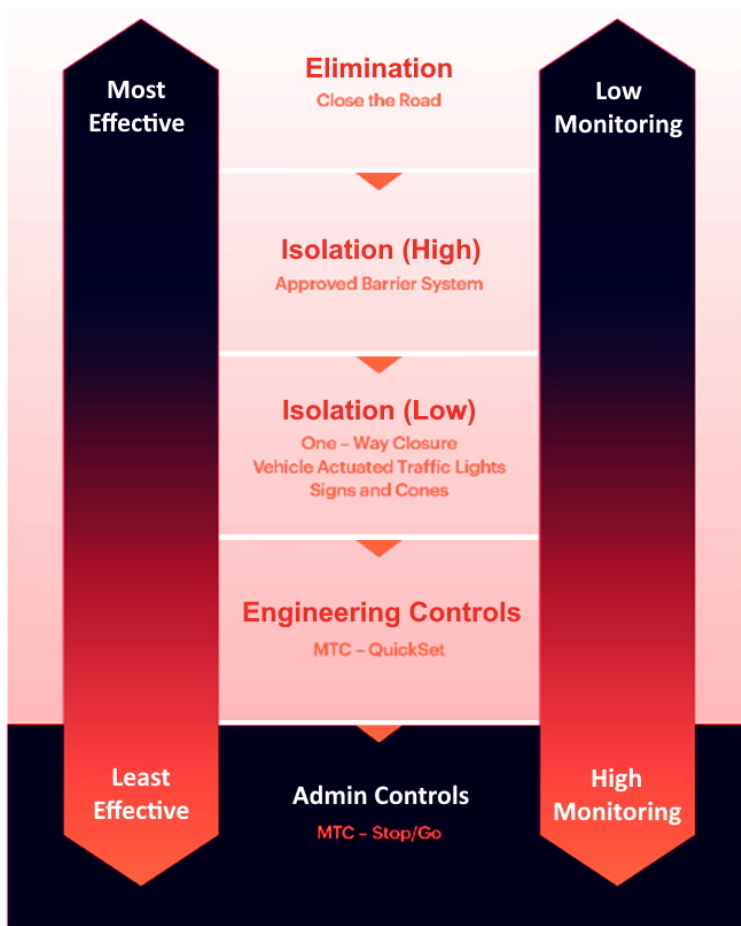 Most
Effective
Elimination
Close the Road
Low
Monitoring
Isolation (High)
Approved Barrier System
Isolation (Low)
One – Way Closure
Vehicle Actuated Traffic Lights
Signs and Cones
Engineering Controls
MTC – QuickSet
Least
Effective
Admin Controls
MTC – Stop/Go
High
Monitoring